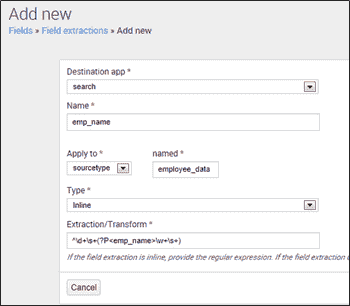 Add new
Fields » Field extractions » Add new
Destination app *
search
Name *
emp_name
Apply to *
named *
sourcetype
employee_data
Type *
Inline
Extraction/Transform *
^\d+\s+(?P<emp_name>\w+\s+)
If the field extraction is inline, provide the regular expression. If the field extraction
Cancel